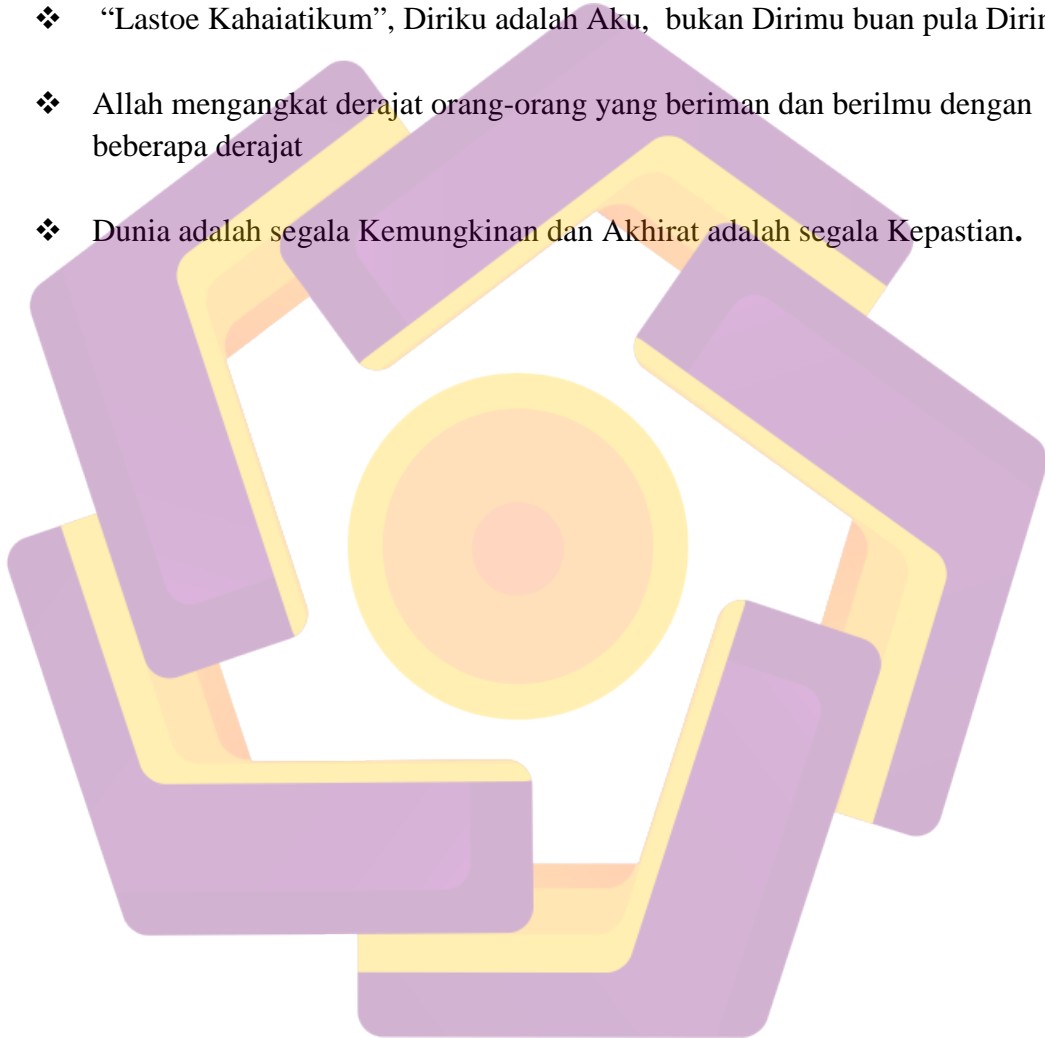 ❖ “Lastoe Kahaiatikum”, Diriku adalah Aku, bukan Dirimu buan pula
❖ Allah mengangkat derajat orang-orang yang beriman dan berilmu dengan
beberapa derajat
❖ Dunia adalah segala Kemungkinan dan Akhirat adalah segala Kepastian.